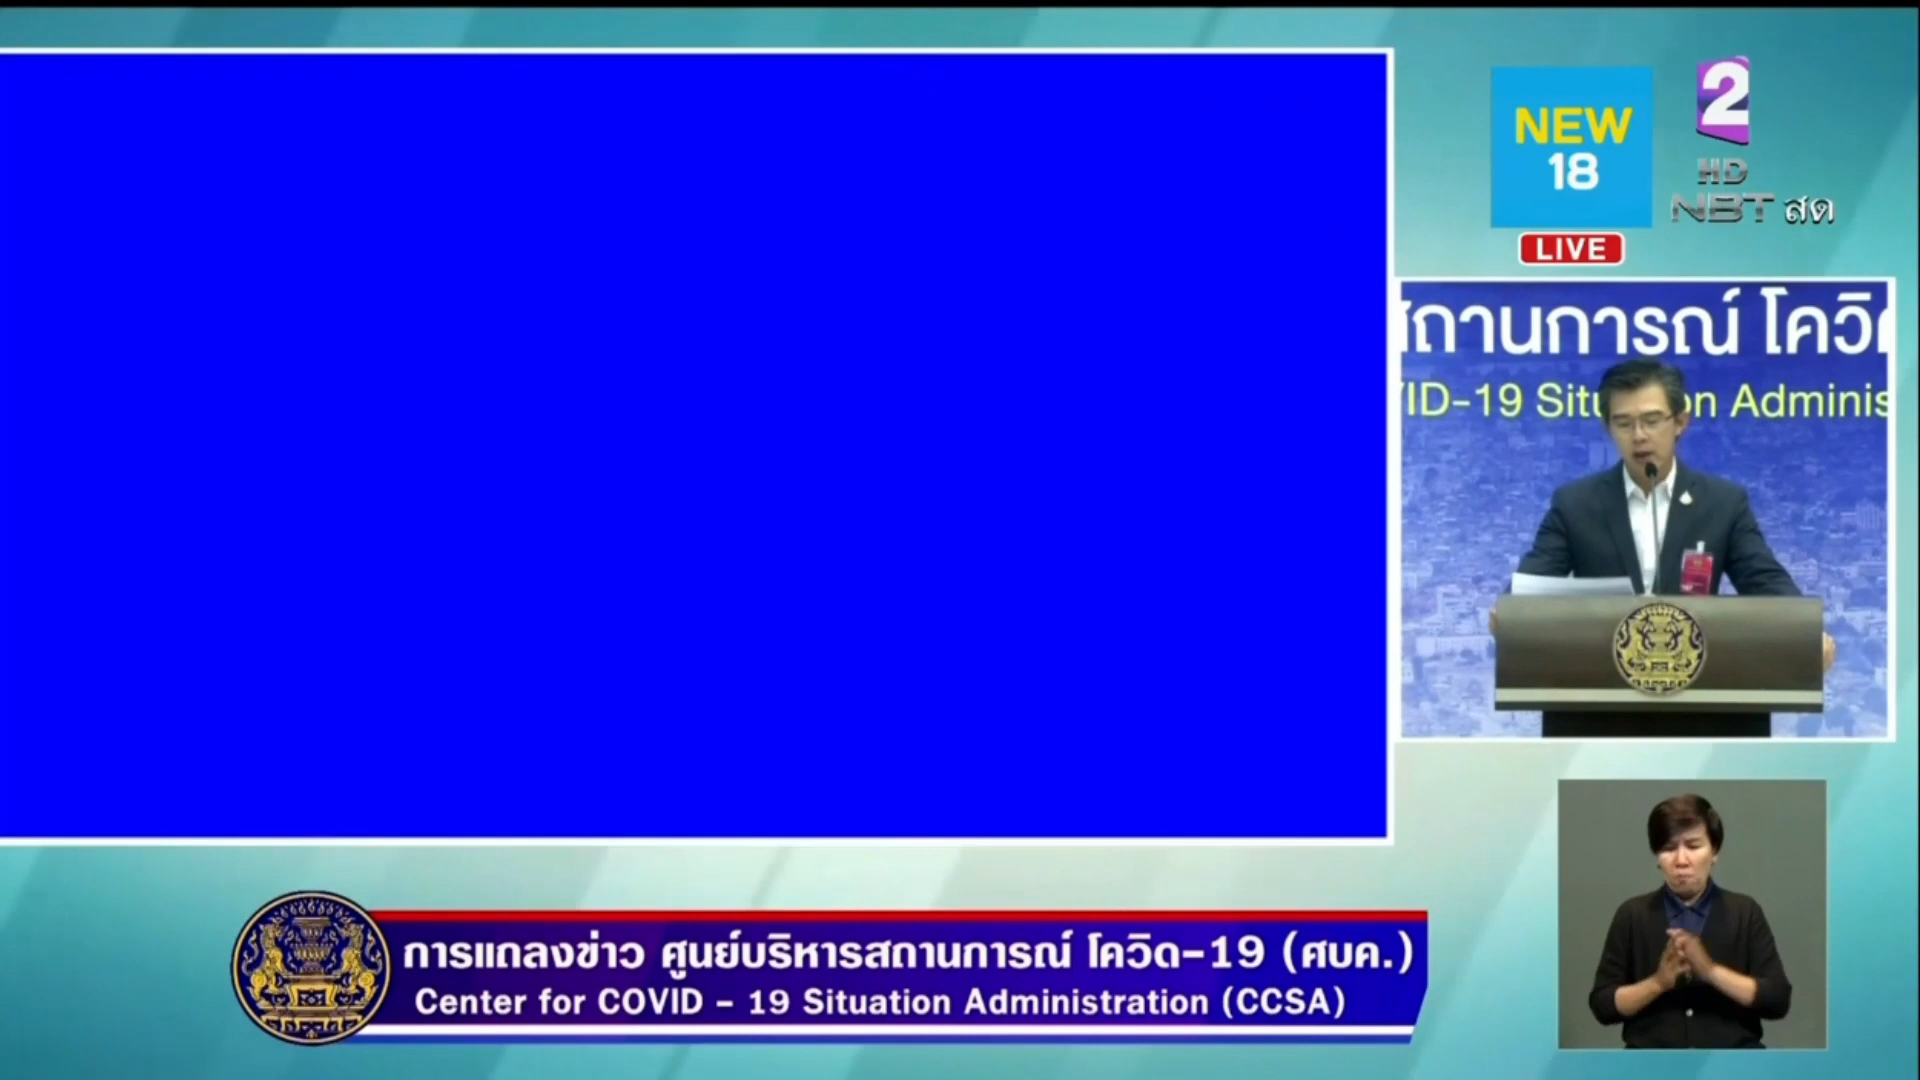 NEW
18
LIVE
2
HD
NBT สด
สถานการณ์ โควิด
VID-19 Situation Adminis
การแถลงข่าว ศูนย์บริหารสถานการณ์ โควิด-19 (ศบค.)
Center for COVID - 19 Situation Administration (CCSA)